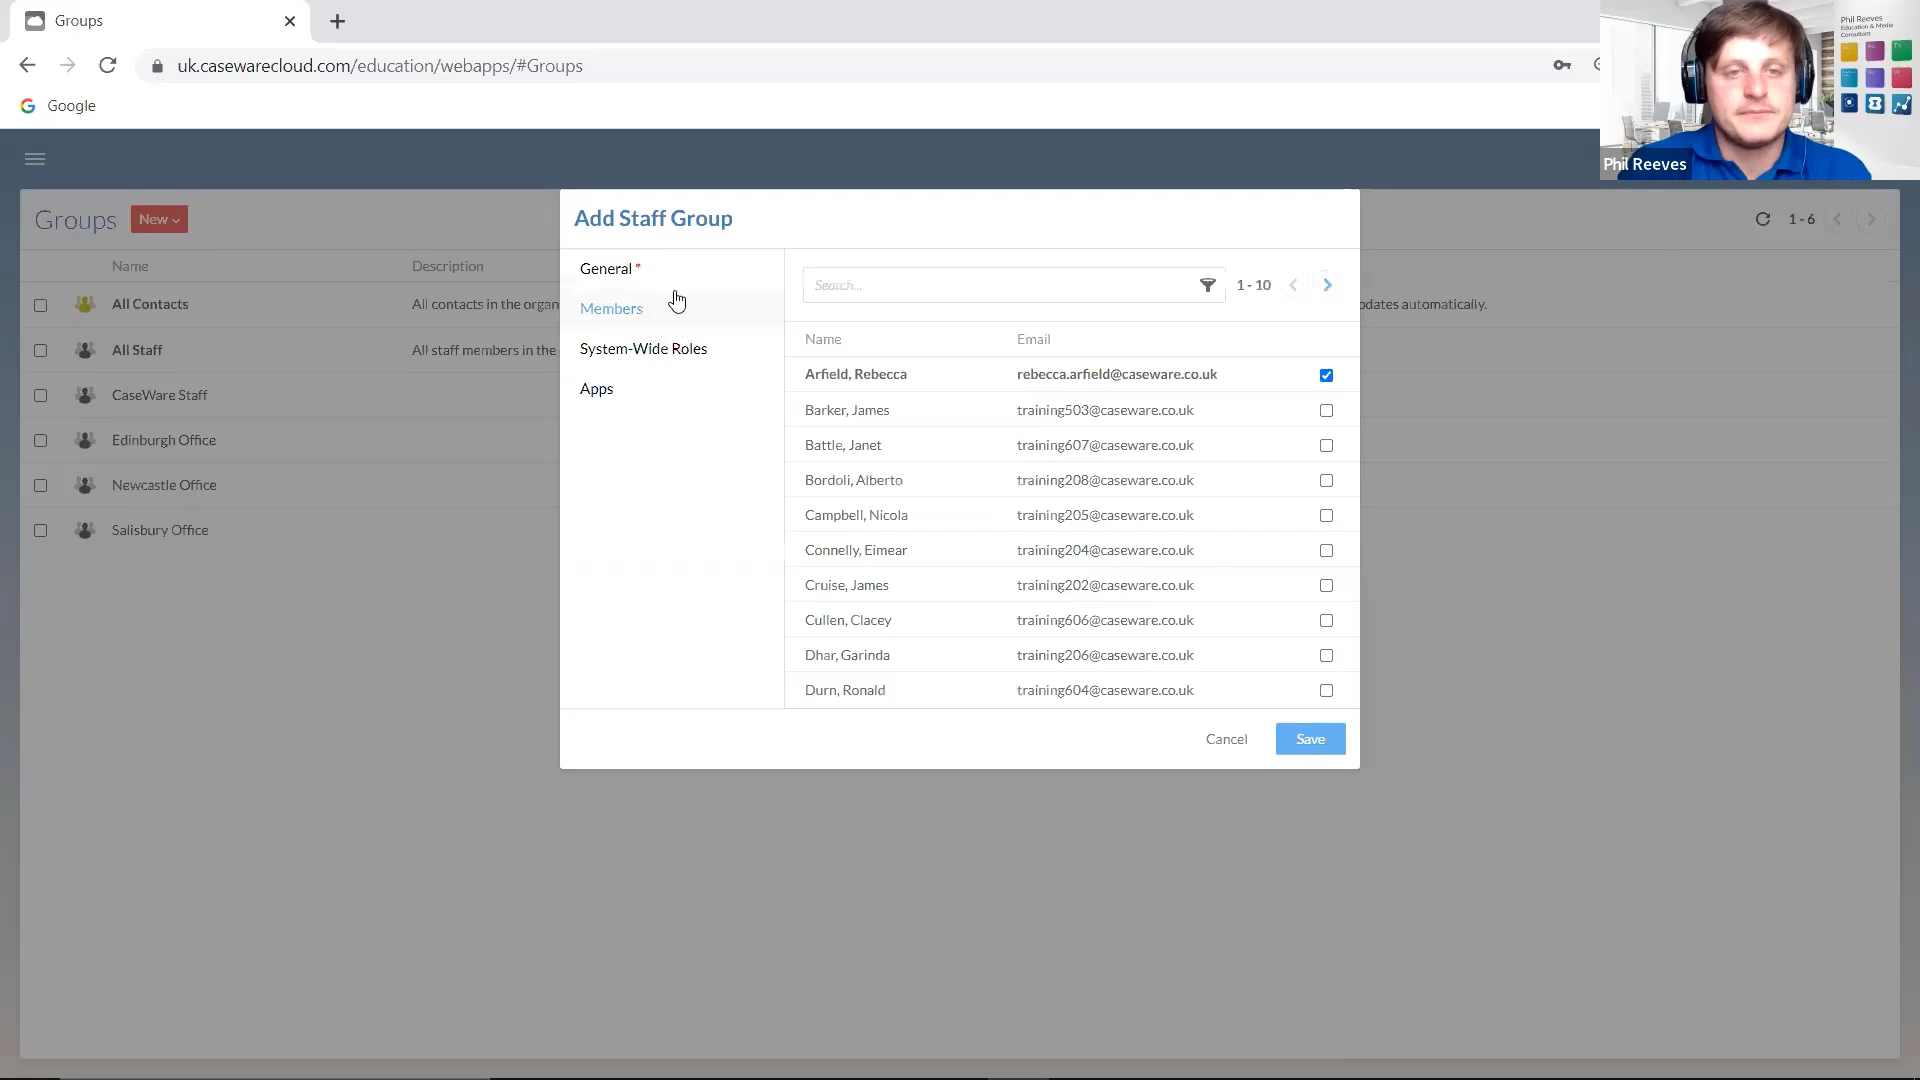 Groups
uk.casewarecloud.com/education/webapps/#Groups
Google
Phil Reeves
Education & Media
Consultant
Phil Reeves
Groups New
1 - 6
Name Description
All Contacts All contacts in the organ pdates automatically.
All Staff All staff members in the
CaseWare Staff
Edinburgh Office
Newcastle Office
Salisbury Office
Add Staff Group
General *
Members
System-Wide Roles
Apps
Search... 1 - 10
Name Email
Arfield, Rebecca rebecca.arfield@caseware.co.uk
Barker, James training503@caseware.co.uk
Battle, Janet training607@caseware.co.uk
Bordoli, Alberto training208@caseware.co.uk
Campbell, Nicola training205@caseware.co.uk
Connelly, Eimear training204@caseware.co.uk
Cruise, James training202@caseware.co.uk
Cullen, Clacey training606@caseware.co.uk
Dhar, Garinda training206@caseware.co.uk
Durn, Ronald training604@caseware.co.uk
Cancel Save